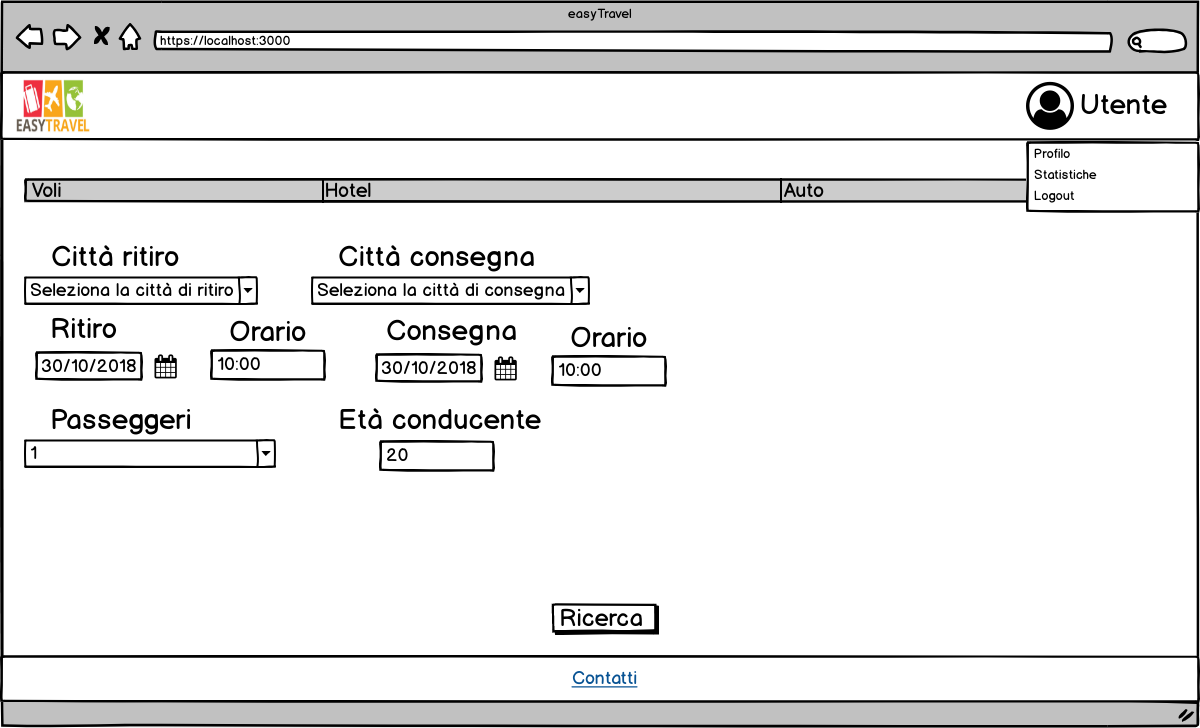 easyTravel
https://localhost:3000
EASYTRAVEL
Utente
Profilo
Statistiche
Logout
Voli Hotel Auto
Città ritiro Città consegna
Seleziona la città di ritiro Seleziona la città di consegna
Ritiro Orario Consegna Orario
30/10/2018 10:00 30/10/2018 10:00
Passeggeri Età conducente
1 20
Ricerca
Contatti